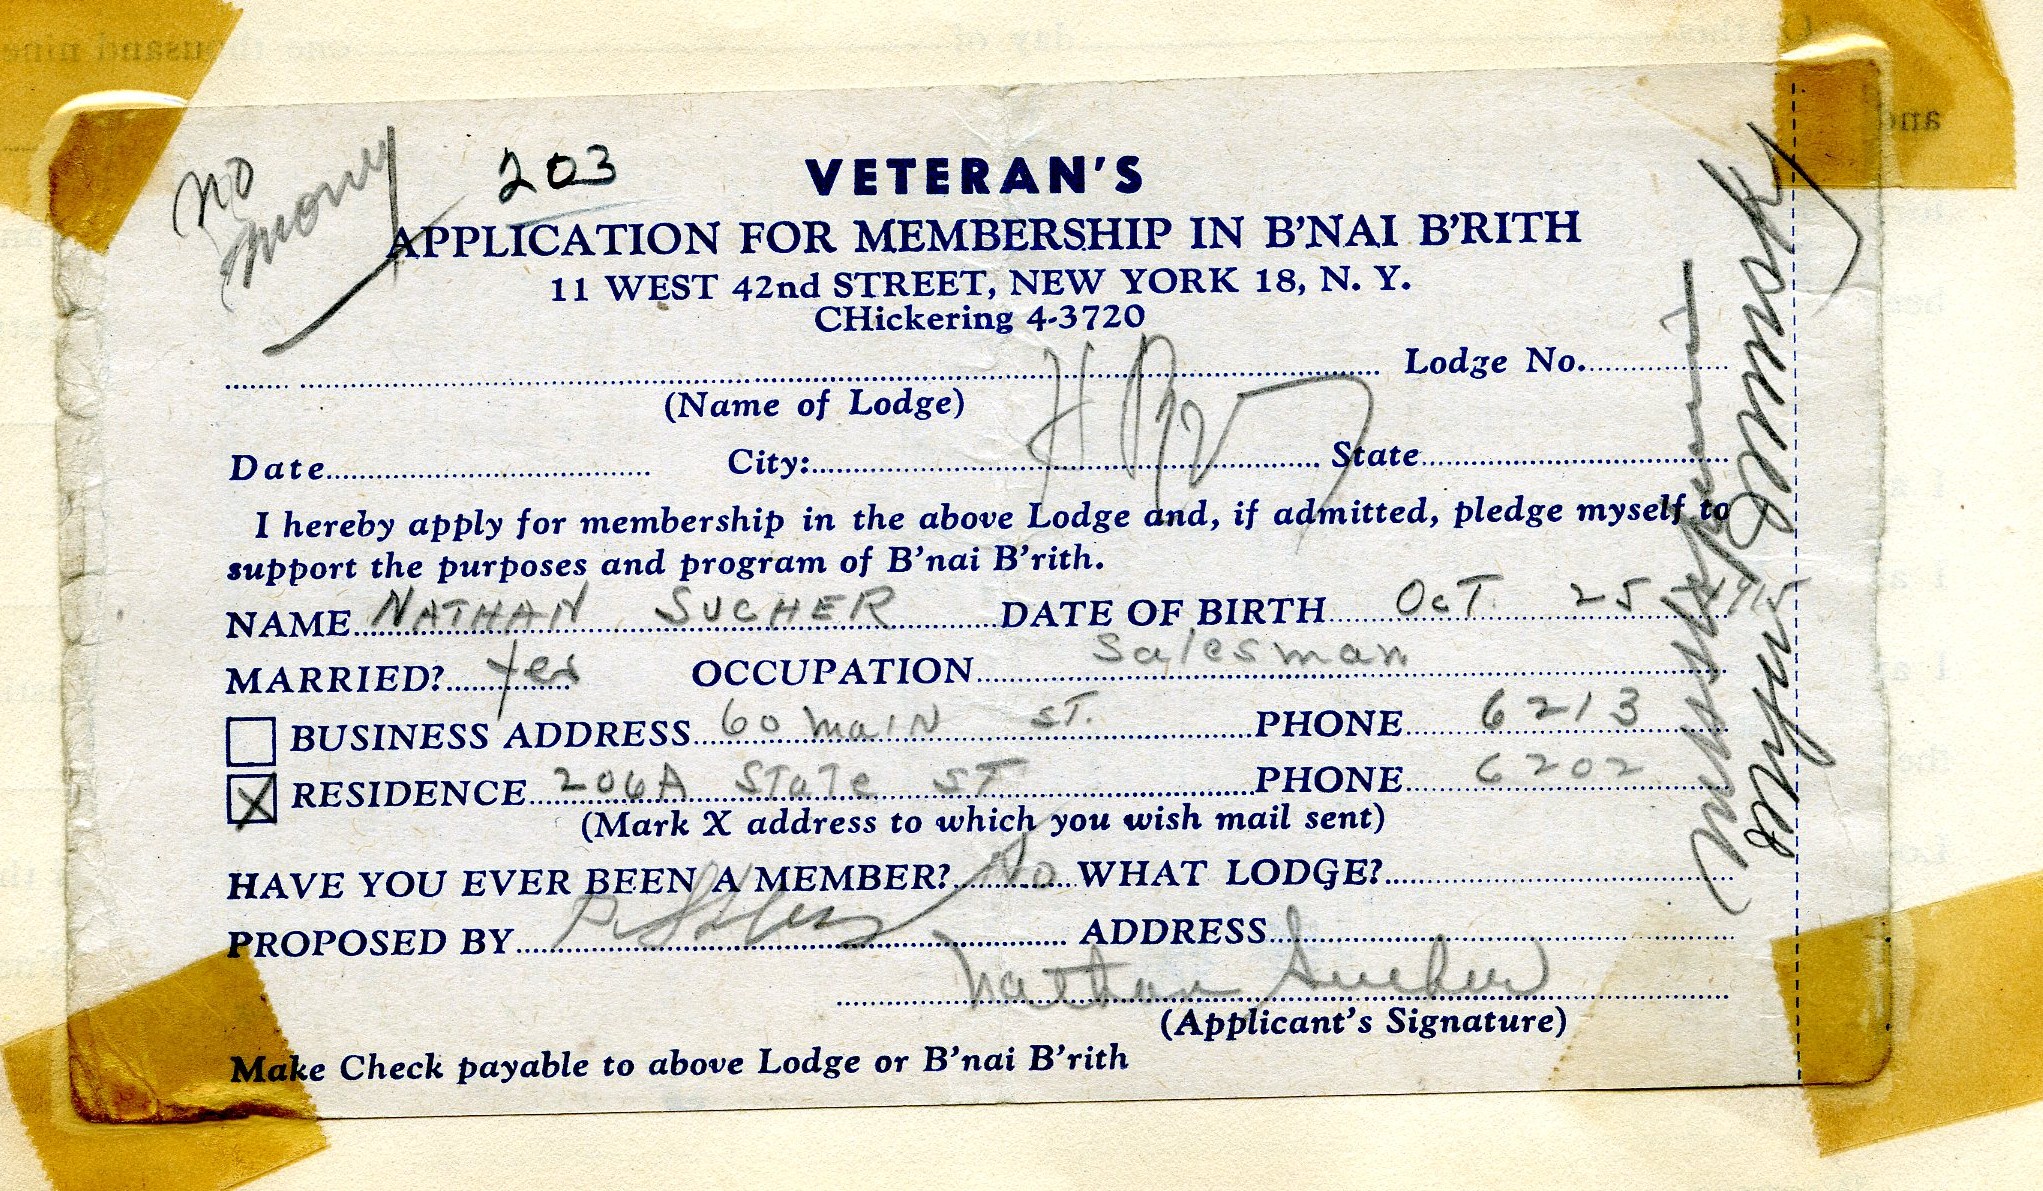 no
money
203
VETERAN'S
APPLICATION FOR MEMBERSHIP IN B'NAI B'RITH
11 WEST 42nd STREET, NEW YORK 18, N. Y.
CHickering 4-3720
Lodge No.
(Name of Lodge)
Date City: State
I hereby apply for membership in the above Lodge and, if admitted, pledge myself to
support the purposes and program of B'nai B'rith.
NAME NATHAN SUCHER DATE OF BIRTH OCT. 25 1915
MARRIED? Yes OCCUPATION Salesman
BUSINESS ADDRESS 60 MAIN ST. PHONE 6213
X RESIDENCE 206A STATE ST PHONE 6202
(Mark X address to which you wish mail sent)
HAVE YOU EVER BEEN A MEMBER? No WHAT LODGE?
PROPOSED BY ADDRESS
Nathan Sucher
(Applicant's Signature)
Make Check payable to above Lodge or B'nai B'rith